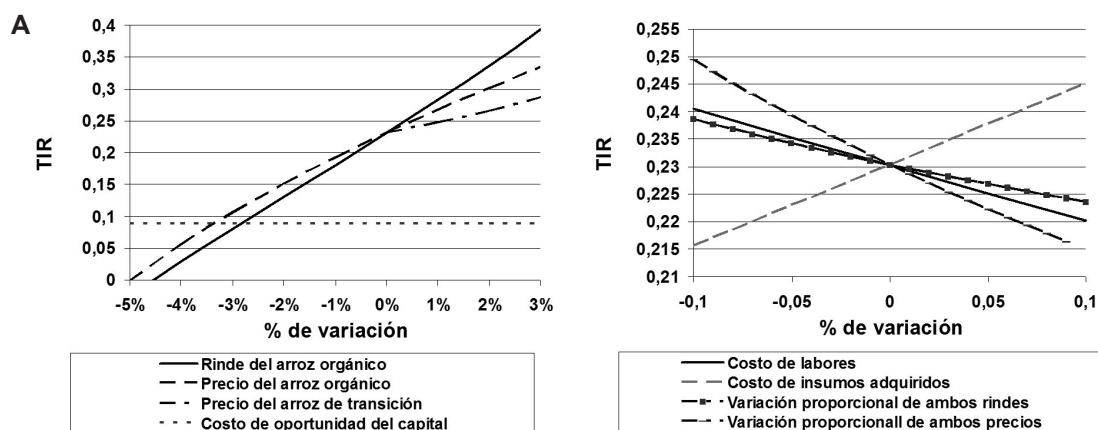 A
0,4
0,35
0,3
0,25
0,2
0,15
0,1
0,05
0
TIR
-5% -4% -3% -2% -1% 0% 1% 2% 3%
% de variación
Rinde del arroz orgánico
Precio del arroz orgánico
Precio del arroz de transición
Costo de oportunidad del capital
0,255
0,25
0,245
0,24
0,235
0,23
0,225
0,22
0,215
0,21
TIR
-0,1 -0,05 0 0,05 0,1
% de variación
Costo de labores
Costo de insumos adquiridos
Variación proporcional de ambos rindes
Variación proporcionall de ambos precios